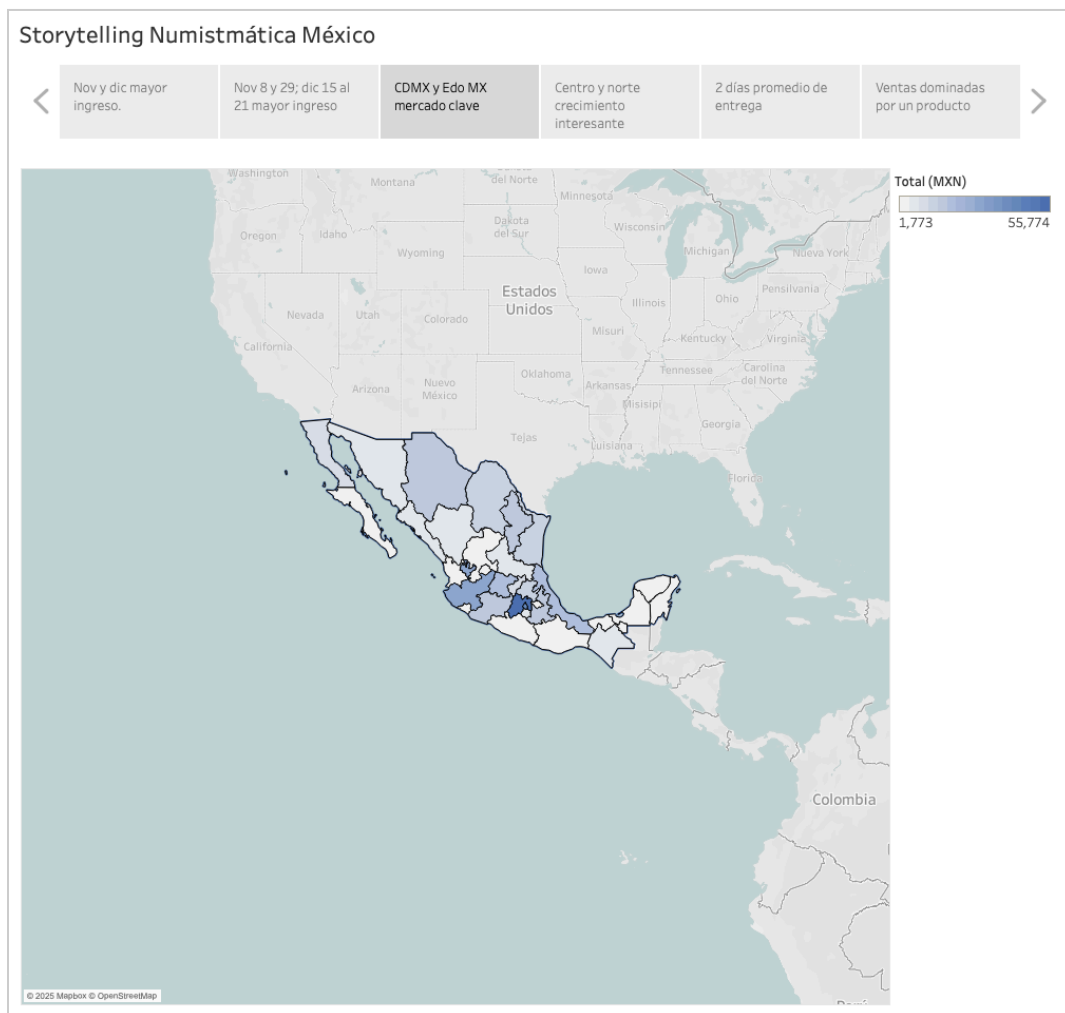 Storytelling Numistmática México
Nov y dic mayor
ingreso.
Nov 8 y 29; dic 15 al
21 mayor ingreso
CDMX y Edo MX
mercado clave
Centro y norte
crecimiento
interesante
2 días promedio de
entrega
Ventas dominadas
por un producto
Total (MXN)
1,773
55,774
Washington
Montana
del Norte
Minnesota
Dakota
del Sur
Wisconsin
Oregon
Idaho
Michigan
Nueva York
Wyoming
Iowa
Estados
Unidos
Pensilvania
Illinois
Ohio
Nevada
Utah
Colorado
Misuri
Kentucky
Virginia
California
Tennessee
Carolina
del Norte
Oklahoma
Arizona
Nuevo
México
Arkansas
Misisipi
Georgia
Tejas
Luisiana
Florida
Colombia
© 2025 Mapbox © OpenStreetMap